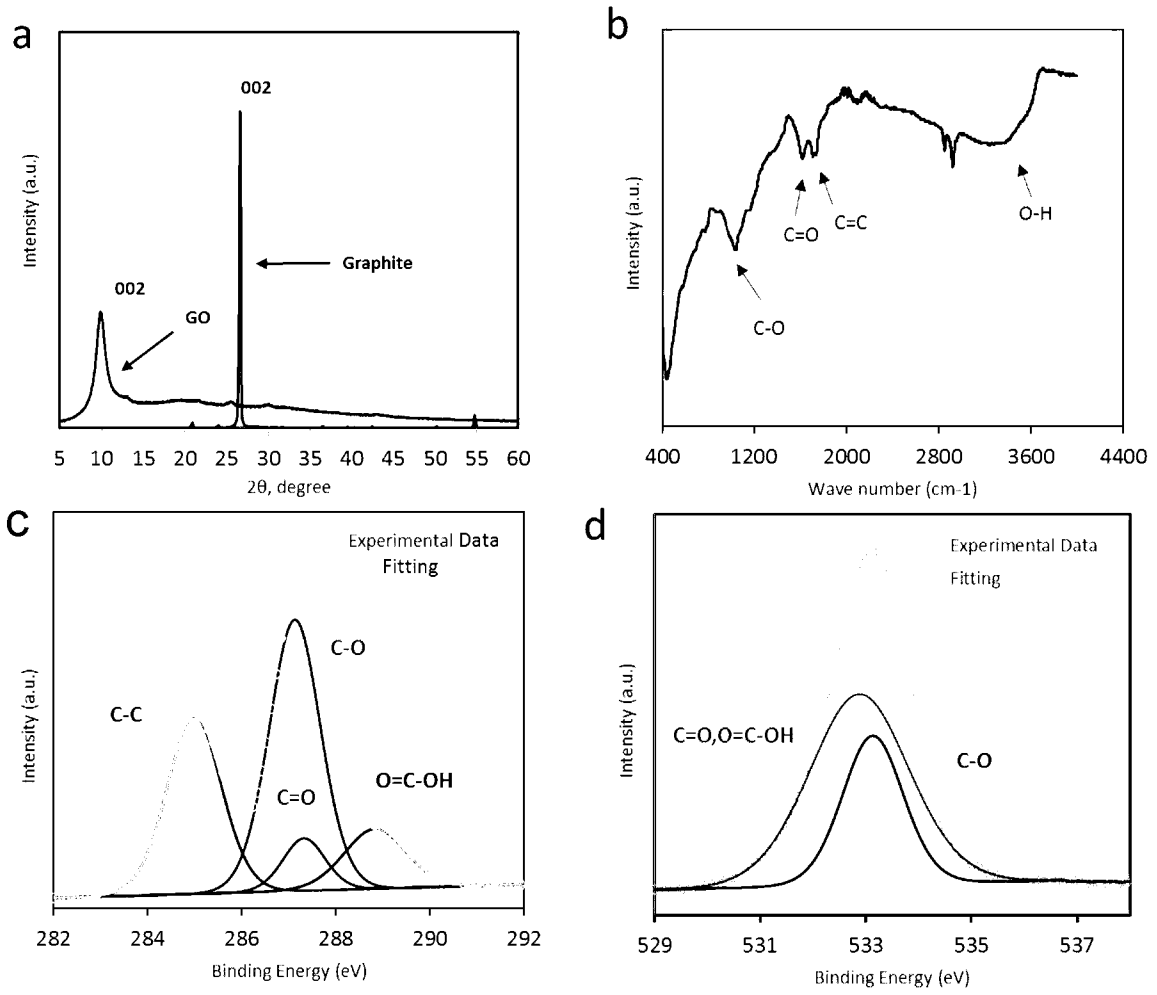 a
002
002
Graphite
GO
Intensity (a.u.)
5 10 15 20 25 30 35 40 45 50 55 60
2θ, degree
b
C=O
C=C
O-H
C-O
Intensity (a.u.)
400 1200 2000 2800 3600 4400
Wave number (cm-1)
c
Experimental Data
Fitting
C-O
C-C
O=C-OH
C=O
Intensity (a.u.)
282 284 286 288 290 292
Binding Energy (eV)
d
Experimental Data
Fitting
C=O,O=C-OH
C-O
Intensity (a.u.)
529 531 533 535 537
Binding Energy (eV)